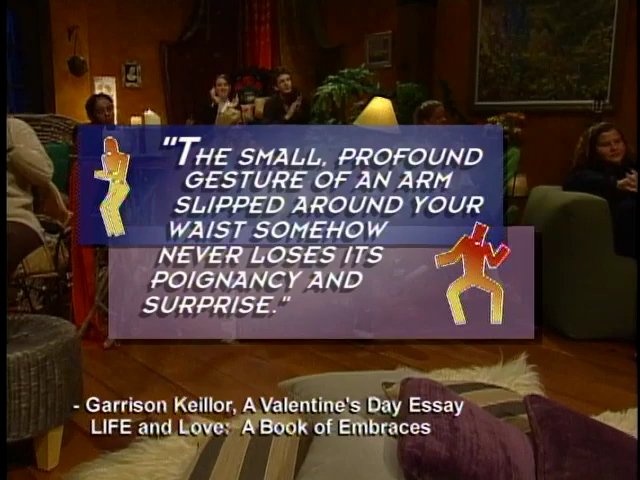 "THE SMALL, PROFOUND
GESTURE OF AN ARM
SLIPPED AROUND YOUR
WAIST SOMEHOW
NEVER LOSES ITS
POIGNANCY AND
SURPRISE."
- Garrison Keillor, A Valentine's Day Essay
LIFE and Love: A Book of Embraces